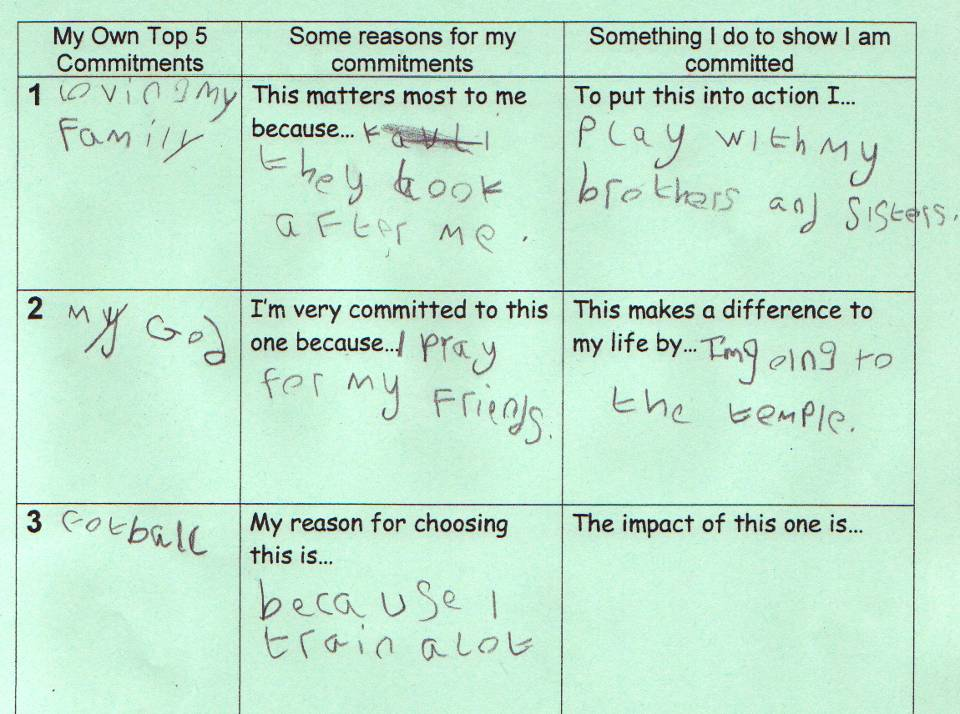 My Own Top 5
Commitments
Some reasons for my
commitments
Something I do to show I am
committed
1 loving my
Family
This matters most to me
because...
they look
after me.
To put this into action I...
Play with my
brothers and sisters.
2 my God
I'm very committed to this
one because...I pray
for my Friends.
This makes a difference to
my life by...I'm going to
the temple.
3 Fotball
My reason for choosing
this is...
because I
train alot
The impact of this one is...